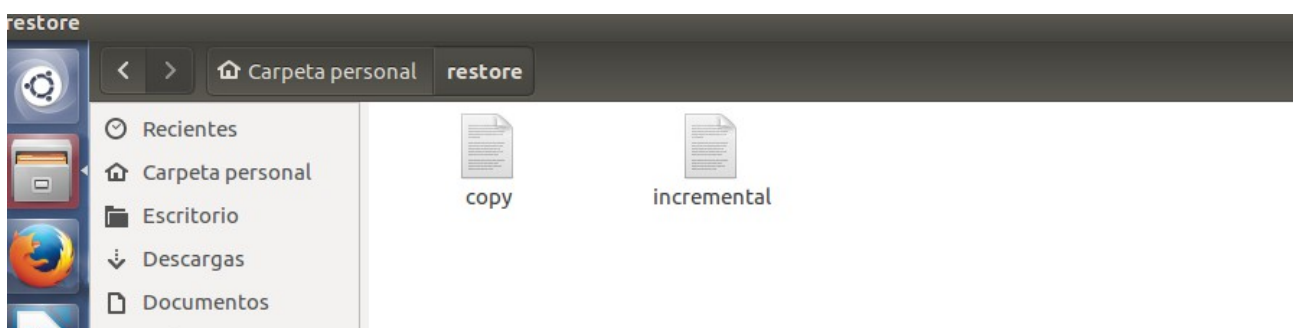 restore
Carpeta personal restore
Recientes
Carpeta personal
Escritorio
Descargas
Documentos
copy incremental